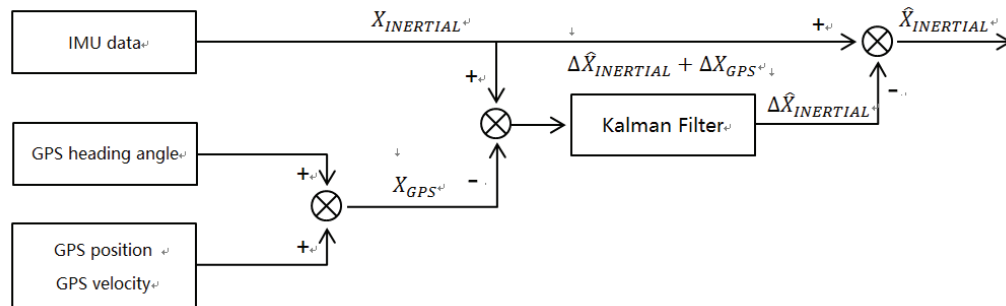 IMU data
X_INERTIAL
+
X̂_INERTIAL
+
ΔX̂_INERTIAL + ΔX_GPS
-
Kalman Filter
ΔX̂_INERTIAL
GPS heading angle
+
X_GPS
-
+
GPS position
GPS velocity